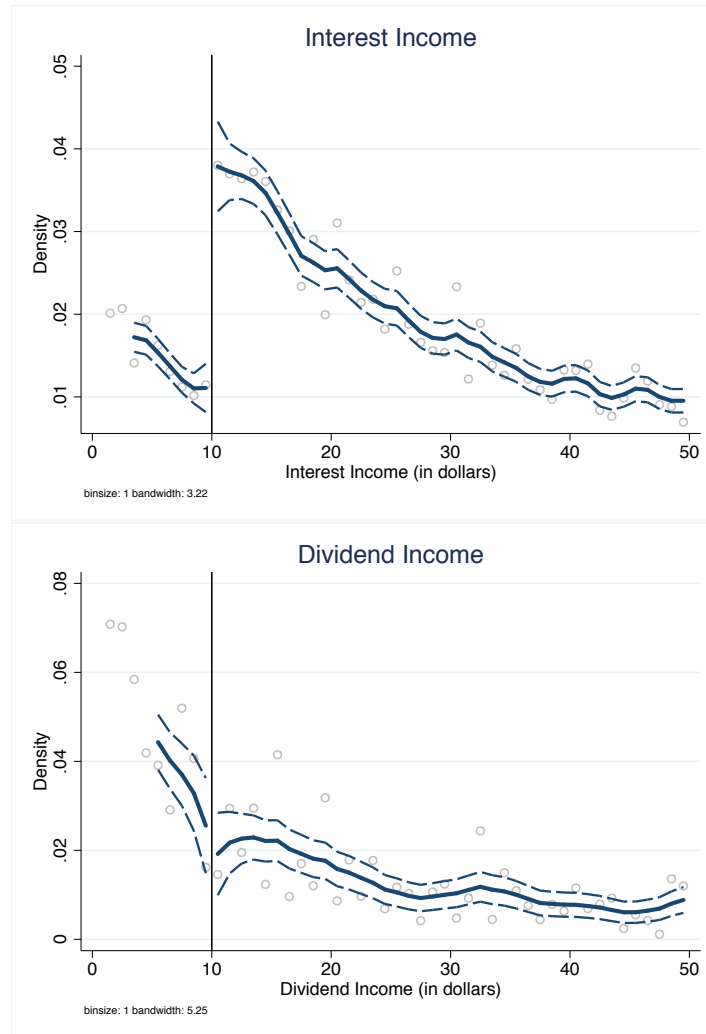 Interest Income
.05
.04
.03
.02
.01
Density
0 10 20 30 40 50
Interest Income (in dollars)
binsize: 1 bandwidth: 3.22
Dividend Income
.08
.06
.04
.02
0
Density
0 10 20 30 40 50
Dividend Income (in dollars)
binsize: 1 bandwidth: 5.25